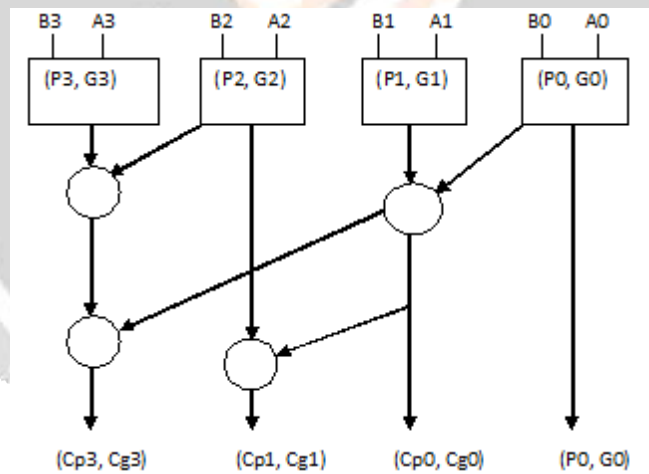 B3 A3 B2 A2 B1 A1 B0 A0
(P3, G3) (P2, G2) (P1, G1) (P0, G0)
(Cp3, Cg3) (Cp1, Cg1) (Cp0, Cg0) (P0, G0)